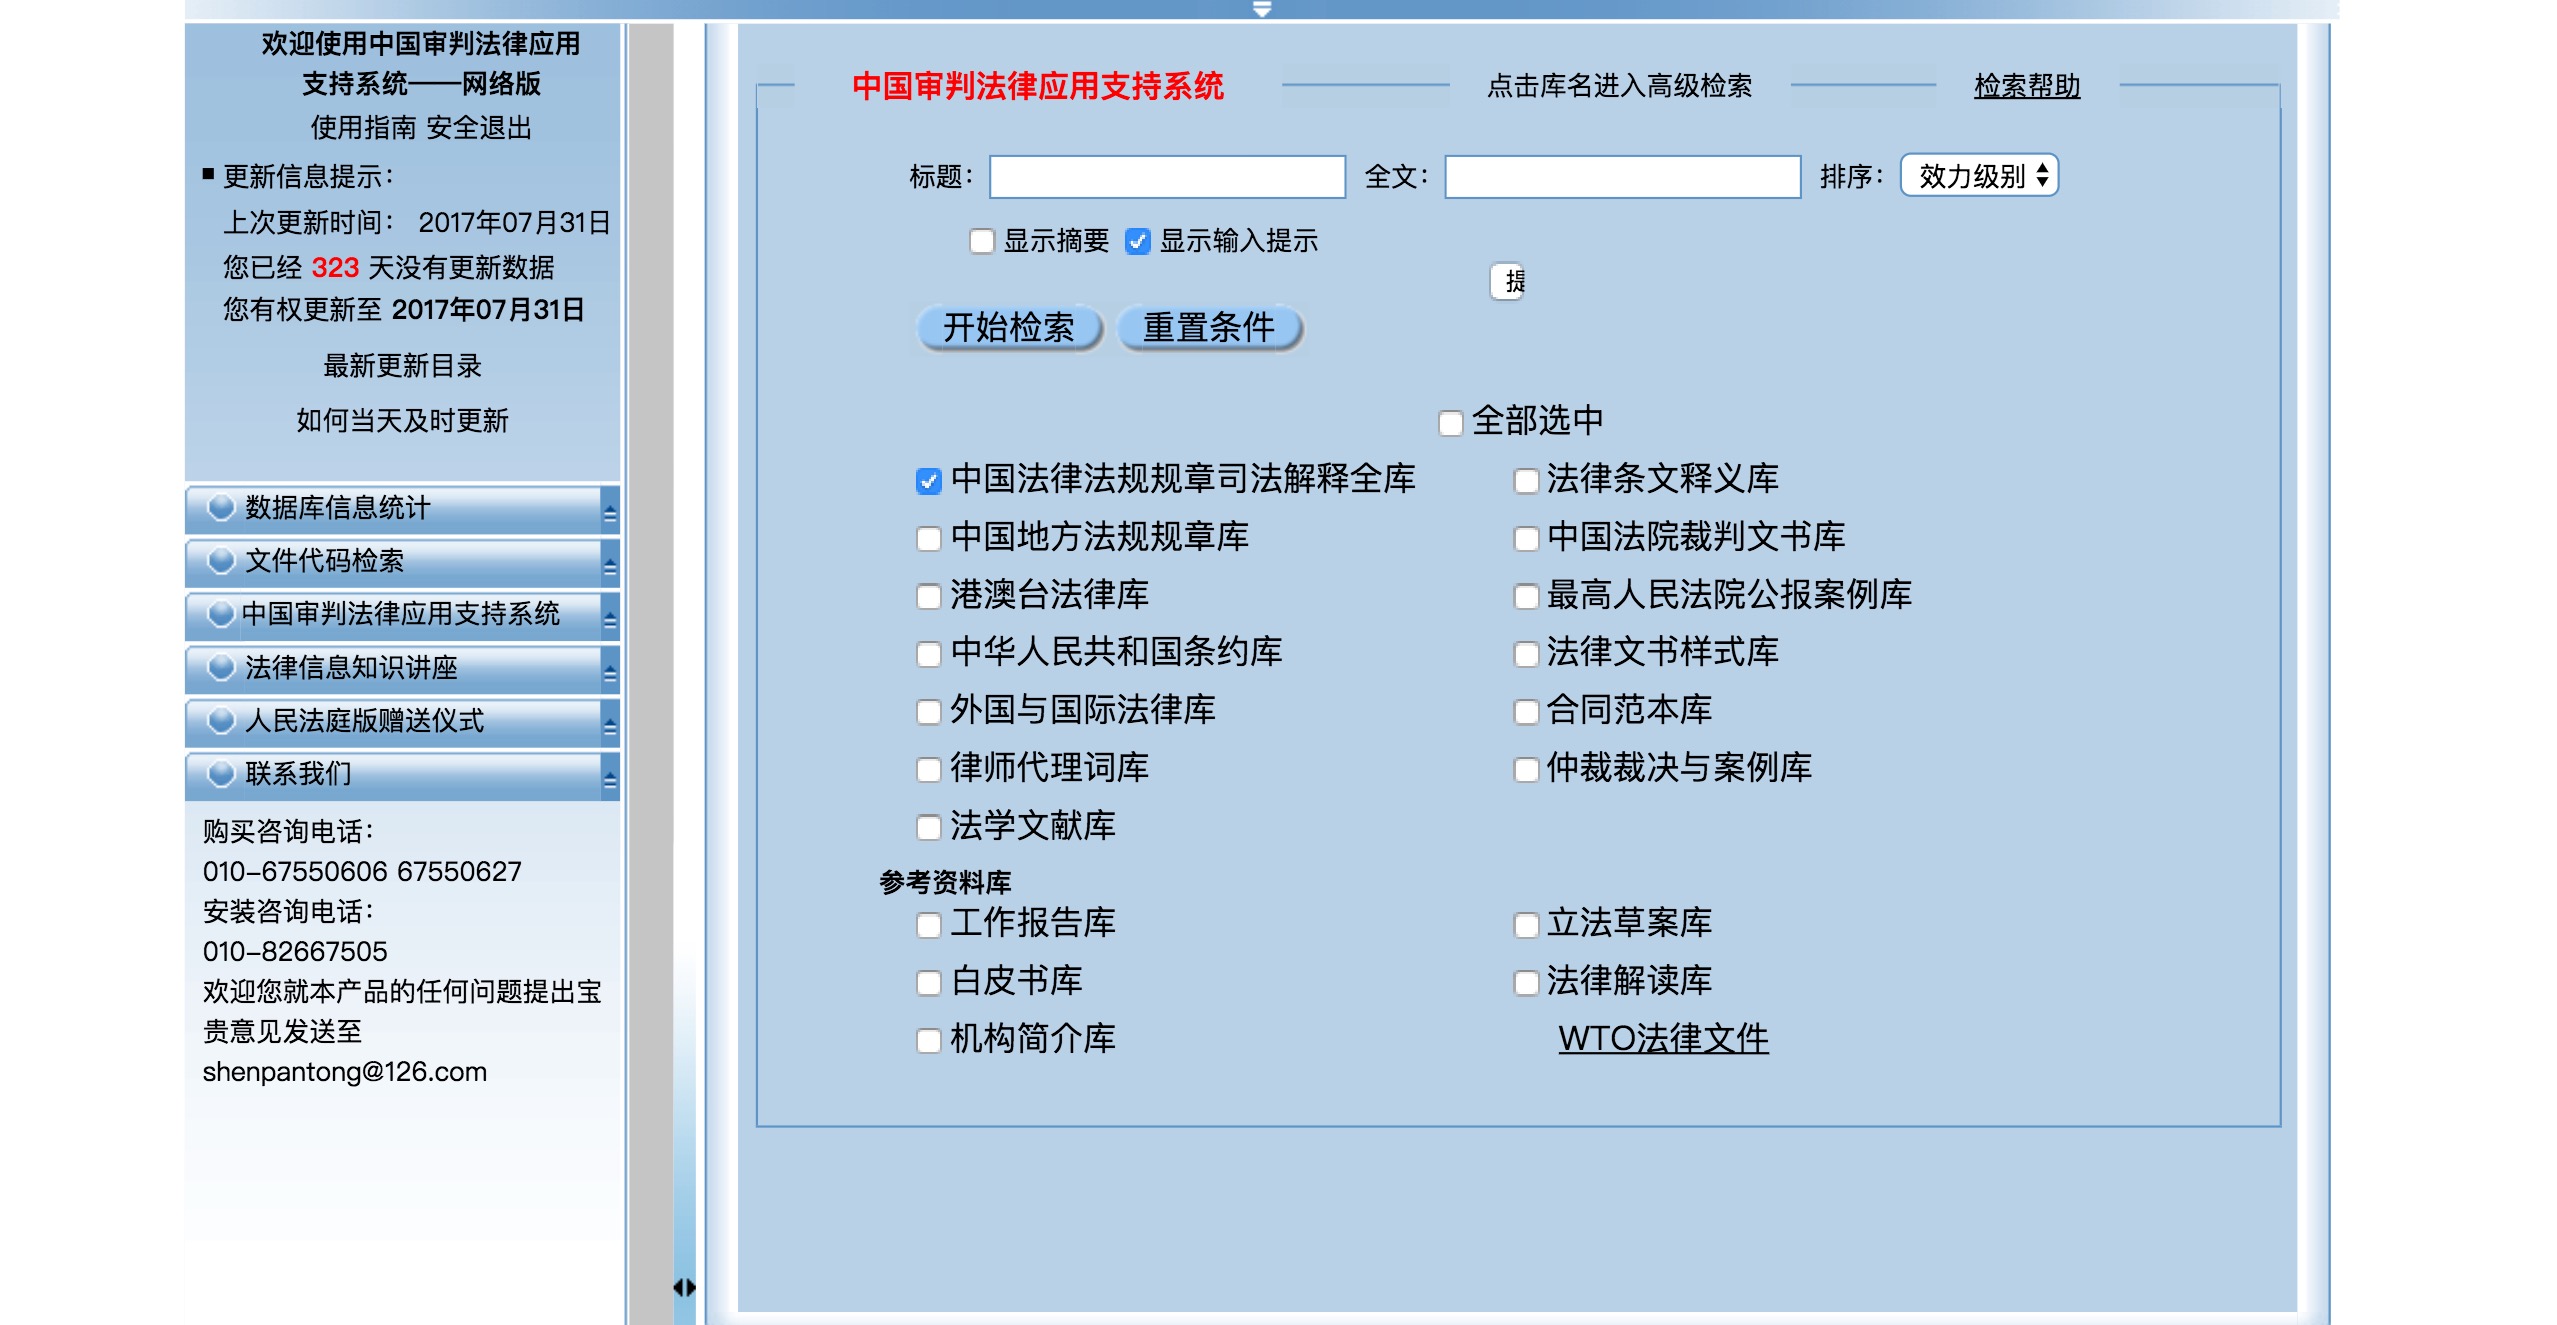 欢迎使用中国审判法律应用
支持系统——网络版
使用指南 安全退出
更新信息提示：
上次更新时间： 2017年07月31日
您已经 323 天没有更新数据
您有权更新至 2017年07月31日
最新更新目录
如何当天及时更新
数据库信息统计
文件代码检索
中国审判法律应用支持系统
法律信息知识讲座
人民法庭版赠送仪式
联系我们
购买咨询电话：
010-67550606 67550627
安装咨询电话：
010-82667505
欢迎您就本产品的任何问题提出宝
贵意见发送至
shenpantong@126.com
中国审判法律应用支持系统 点击库名进入高级检索 检索帮助
标题： 全文： 排序： 效力级别
显示摘要 显示输入提示
提
开始检索 重置条件
全部选中
中国法律法规规章司法解释全库 法律条文释义库
中国地方法规规章库 中国法院裁判文书库
港澳台法律库 最高人民法院公报案例库
中华人民共和国条约库 法律文书样式库
外国与国际法律库 合同范本库
律师代理词库 仲裁裁决与案例库
法学文献库
参考资料库
工作报告库 立法草案库
白皮书库 法律解读库
机构简介库 WTO法律文件